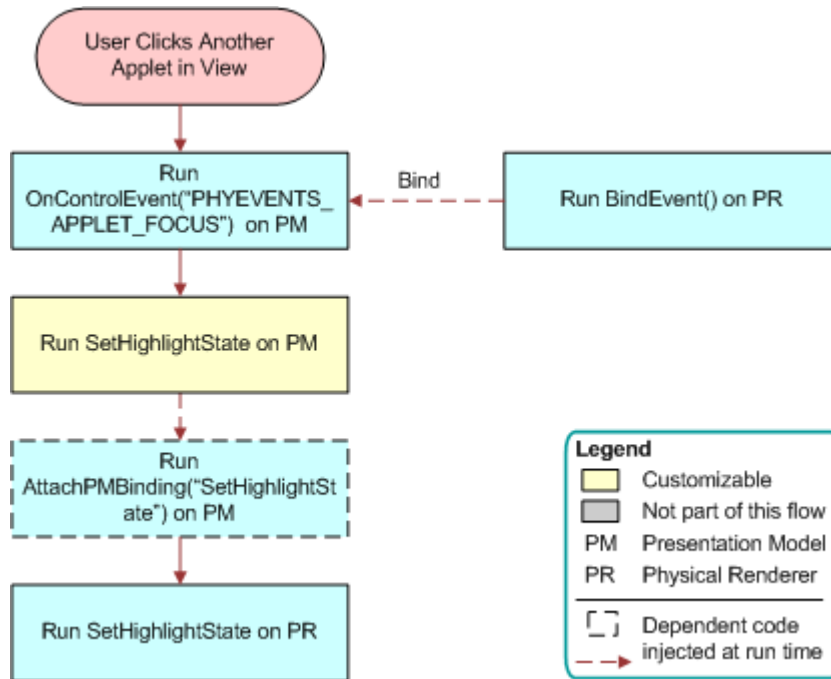 User Clicks Another
Applet in View
Run
OnControlEvent(“PHYEVENTS_
APPLET_FOCUS”) on PM
Bind
Run BindEvent() on PR
Run SetHighlightState on PM
Run
AttachPMBinding(“SetHighlightSt
ate”) on PM
Run SetHighlightState on PR
Legend
Customizable
Not part of this flow
PM Presentation Model
PR Physical Renderer
Dependent code
injected at run time